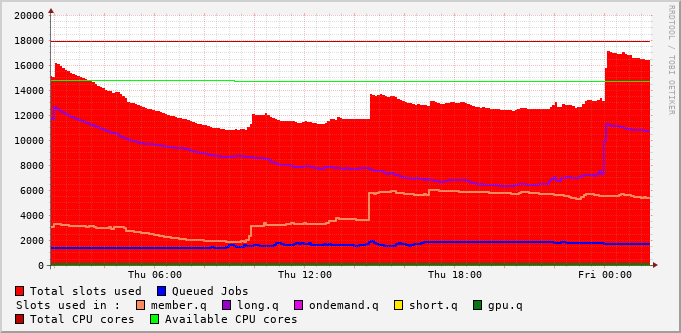 20000
18000
16000
14000
12000
10000
8000
6000
4000
2000
0
Thu 06:00 Thu 12:00 Thu 18:00 Fri 00:00
Total slots used Queued Jobs
Slots used in : member.q long.q ondemand.q short.q gpu.q
Total CPU cores Available CPU cores
RRDTOOL / TOBI OETIKER